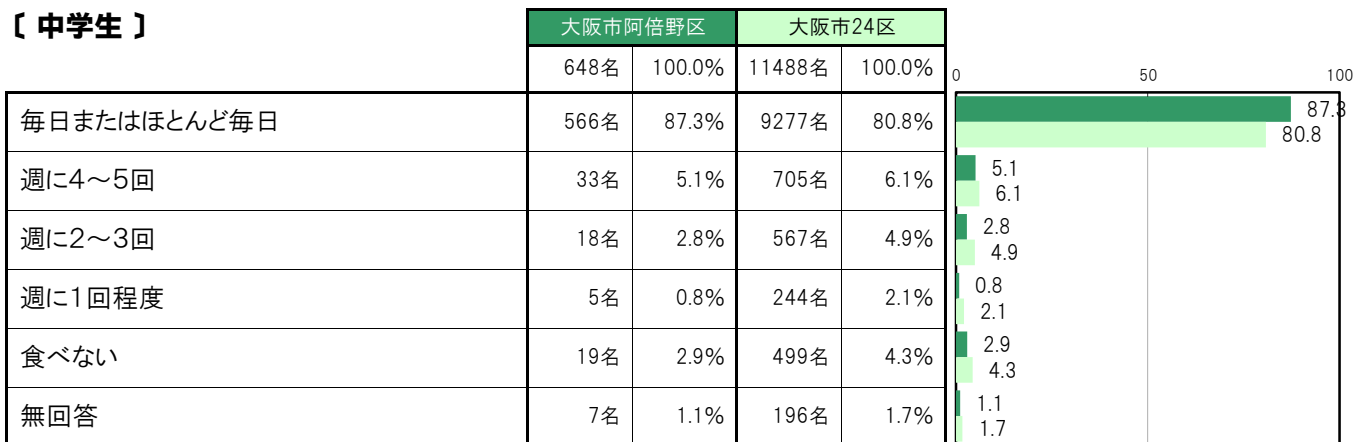 〔 中学生 〕
大阪市阿倍野区 大阪市24区
648名 100.0% 11488名 100.0%
0 50 100
毎日またはほとんど毎日 566名 87.3% 9277名 80.8% 87.3
80.8
週に4～5回 33名 5.1% 705名 6.1% 5.1
6.1
週に2～3回 18名 2.8% 567名 4.9% 2.8
4.9
週に1回程度 5名 0.8% 244名 2.1% 0.8
2.1
食べない 19名 2.9% 499名 4.3% 2.9
4.3
無回答 7名 1.1% 196名 1.7% 1.1
1.7